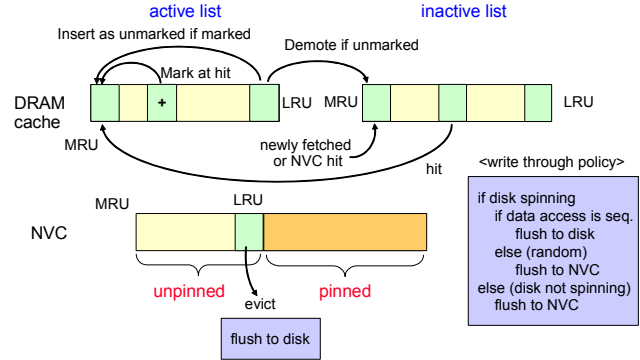 active list
inactive list
Insert as unmarked if marked
Demote if unmarked
Mark at hit
+
DRAM
cache
LRU
MRU
LRU
MRU
newly fetched
or NVC hit
hit
<write through policy>
if disk spinning
if data access is seq.
flush to disk
else (random)
flush to NVC
else (disk not spinning)
flush to NVC
MRU
LRU
NVC
unpinned
pinned
evict
flush to disk